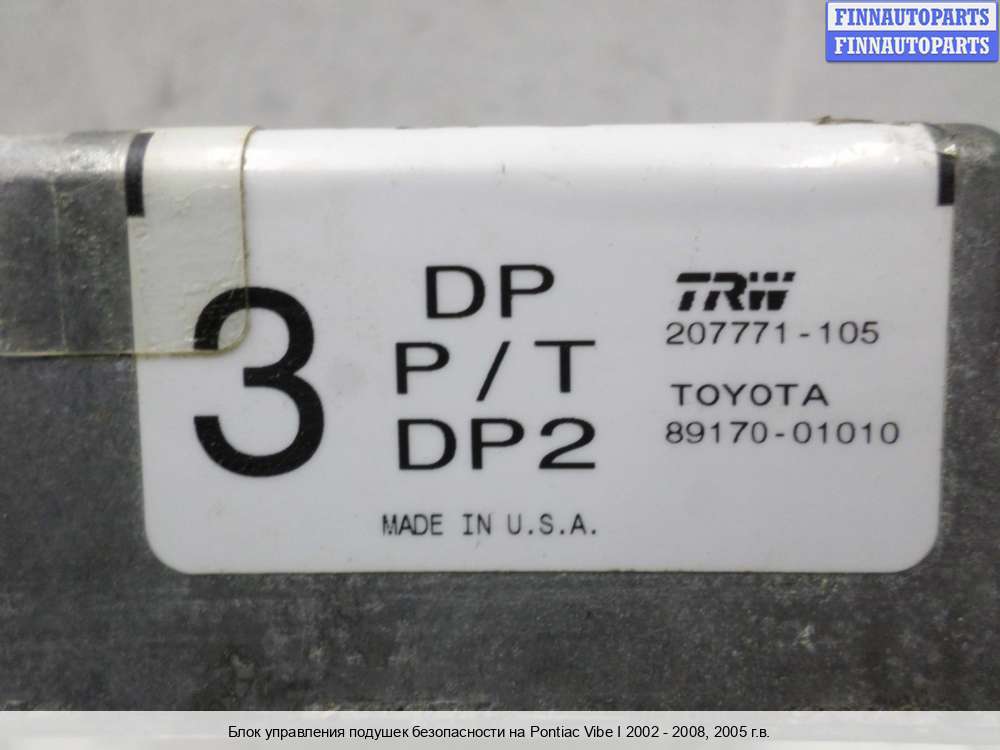 FINNAUTOPARTS
FINNAUTOPARTS
3
DP
P/T
DP2
MADE IN U.S.A.
TRW
207771-105
TOYOTA
89170-01010
Блок управления подушек безопасности на Pontiac Vibe I 2002 - 2008, 2005 г.в.